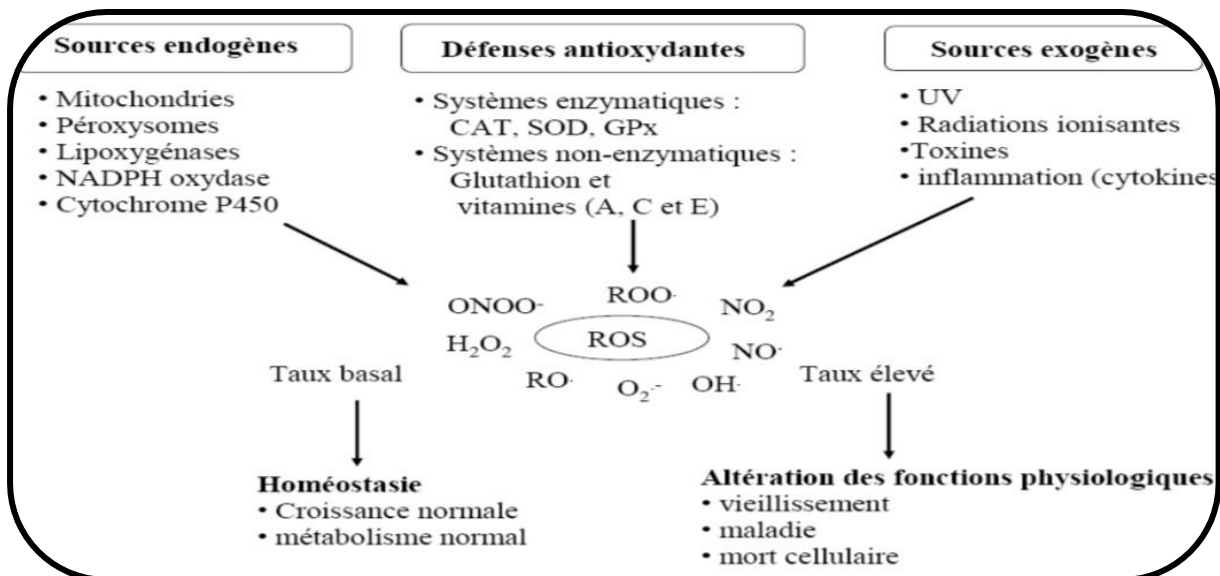 Sources endogènes
• Mitochondries
• Péroxysomes
• Lipoxygénases
• NADPH oxydase
• Cytochrome P450
Défenses antioxydantes
• Systèmes enzymatiques :
CAT, SOD, GPx
• Systèmes non-enzymatiques :
Glutathion et
vitamines (A, C et E)
Sources exogènes
• UV
• Radiations ionisantes
•Toxines
• inflammation (cytokines
ONOO-
ROO·
NO₂
H₂O₂
ROS
NO·
RO·
O₂·-
OH·
Taux basal
Taux élevé
Homéostasie
• Croissance normale
• métabolisme normal
Altération des fonctions physiologiques
• vieillissement
• maladie
• mort cellulaire